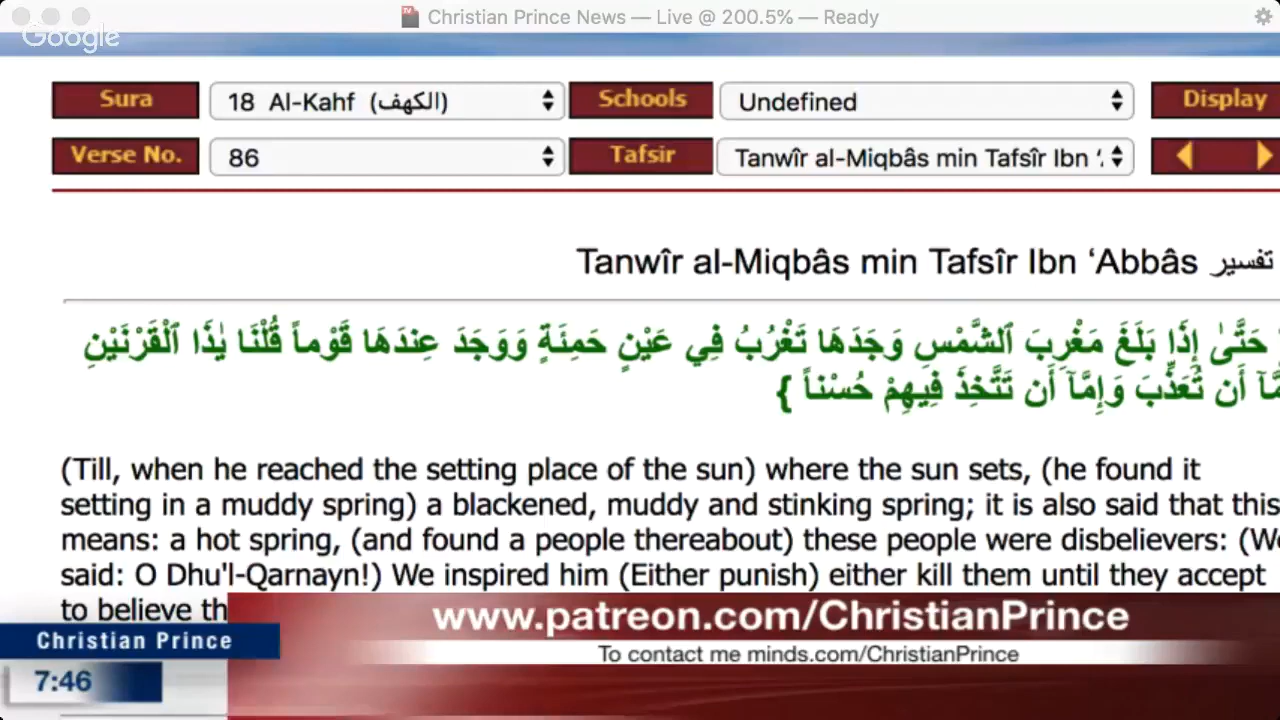 Christian Prince News — Live @ 200.5% — Ready
Google
Sura
18 Al-Kahf (الكهف)
Schools
Undefined
Display
Verse No.
86
Tafsir
Tanwîr al-Miqbâs min Tafsîr Ibn ‘
Tanwîr al-Miqbâs min Tafsîr Ibn ‘Abbâs تفسير
حَتَّىٰ إِذَا بَلَغَ مَغْرِبَ ٱلشَّمْسِ وَجَدَهَا تَغْرُبُ فِي عَيْنٍ حَمِئَةٍ وَوَجَدَ عِندَهَا قَوْماً قُلْنَا يٰذَا ٱلْقَرْنَيْنِ
أَن تُعَذِّبَ وَإِمَّآ أَن تَتَّخِذَ فِيهِمْ حُسْناً }
(Till, when he reached the setting place of the sun) where the sun sets, (he found it
setting in a muddy spring) a blackened, muddy and stinking spring; it is also said that this
means: a hot spring, (and found a people thereabout) these people were disbelievers: (We
said: O Dhu'l-Qarnayn!) We inspired him (Either punish) either kill them until they accept
to believe th
www.patreon.com/ChristianPrince
Christian Prince
To contact me minds.com/ChristianPrince
7:46